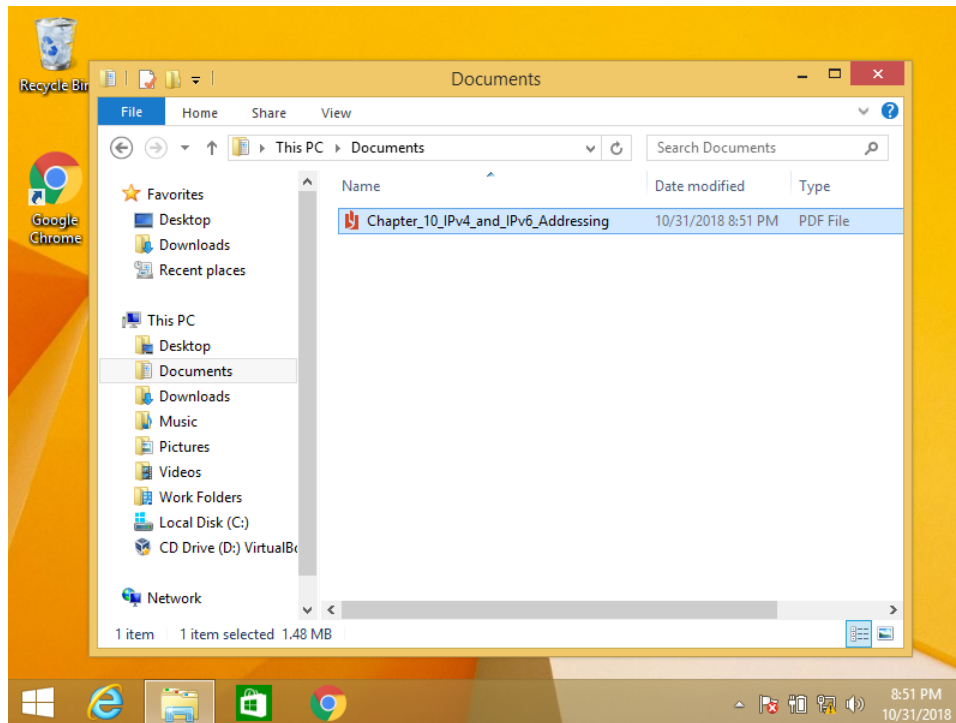 Recycle Bin
Google
Chrome
Documents
File Home Share View
This PC Documents
Search Documents
Name Date modified Type
Chapter_10_IPv4_and_IPv6_Addressing 10/31/2018 8:51 PM PDF File
Favorites
Desktop
Downloads
Recent places
This PC
Desktop
Documents
Downloads
Music
Pictures
Videos
Work Folders
Local Disk (C:)
CD Drive (D:) VirtualBo
Network
1 item 1 item selected 1.48 MB
8:51 PM
10/31/2018